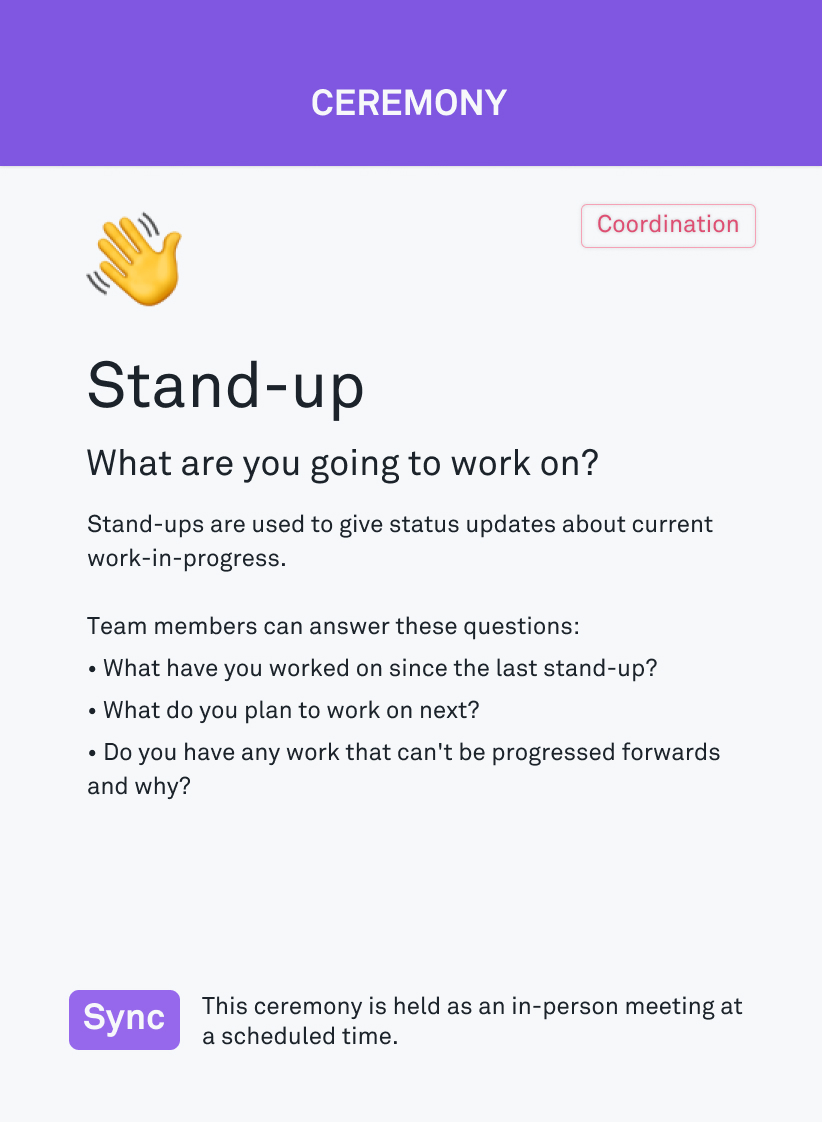 CEREMONY
Coordination
Stand-up
What are you going to work on?
Stand-ups are used to give status updates about current
work-in-progress.
Team members can answer these questions:
• What have you worked on since the last stand-up?
• What do you plan to work on next?
• Do you have any work that can't be progressed forwards
and why?
Sync
This ceremony is held as an in-person meeting at
a scheduled time.